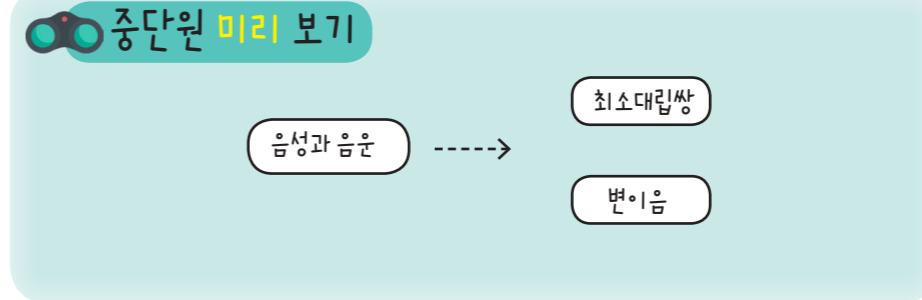 중단원 미리 보기
최소대립쌍
음성과 음운
변이음